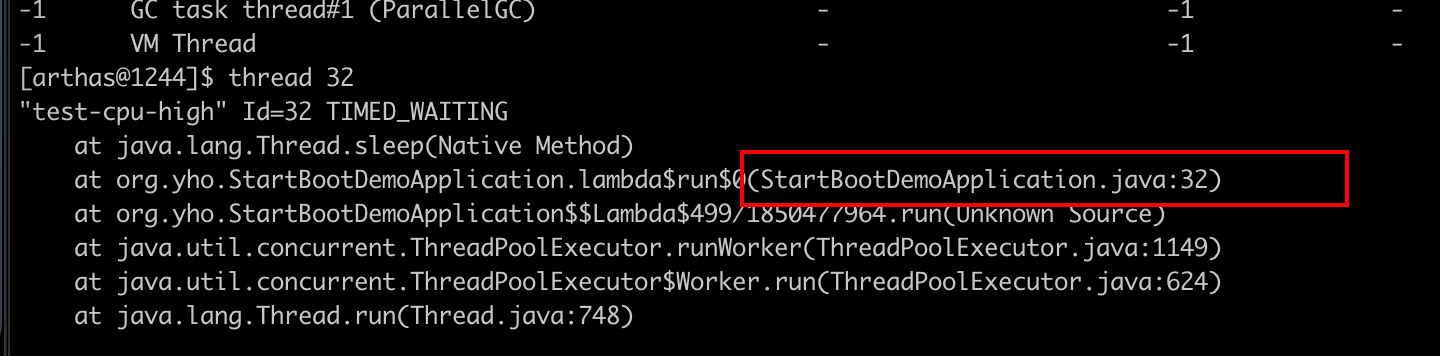 -1 GC task thread#1 (ParallelGC) - -1 -
-1 VM Thread - -1 -
[arthas@1244]$ thread 32
"test-cpu-high" Id=32 TIMED_WAITING
at java.lang.Thread.sleep(Native Method)
at org.yho.StartBootDemoApplication.lambda$run$0(StartBootDemoApplication.java:32)
at org.yho.StartBootDemoApplication$$Lambda$499/1850477964.run(Unknown Source)
at java.util.concurrent.ThreadPoolExecutor.runWorker(ThreadPoolExecutor.java:1149)
at java.util.concurrent.ThreadPoolExecutor$Worker.run(ThreadPoolExecutor.java:624)
at java.lang.Thread.run(Thread.java:748)